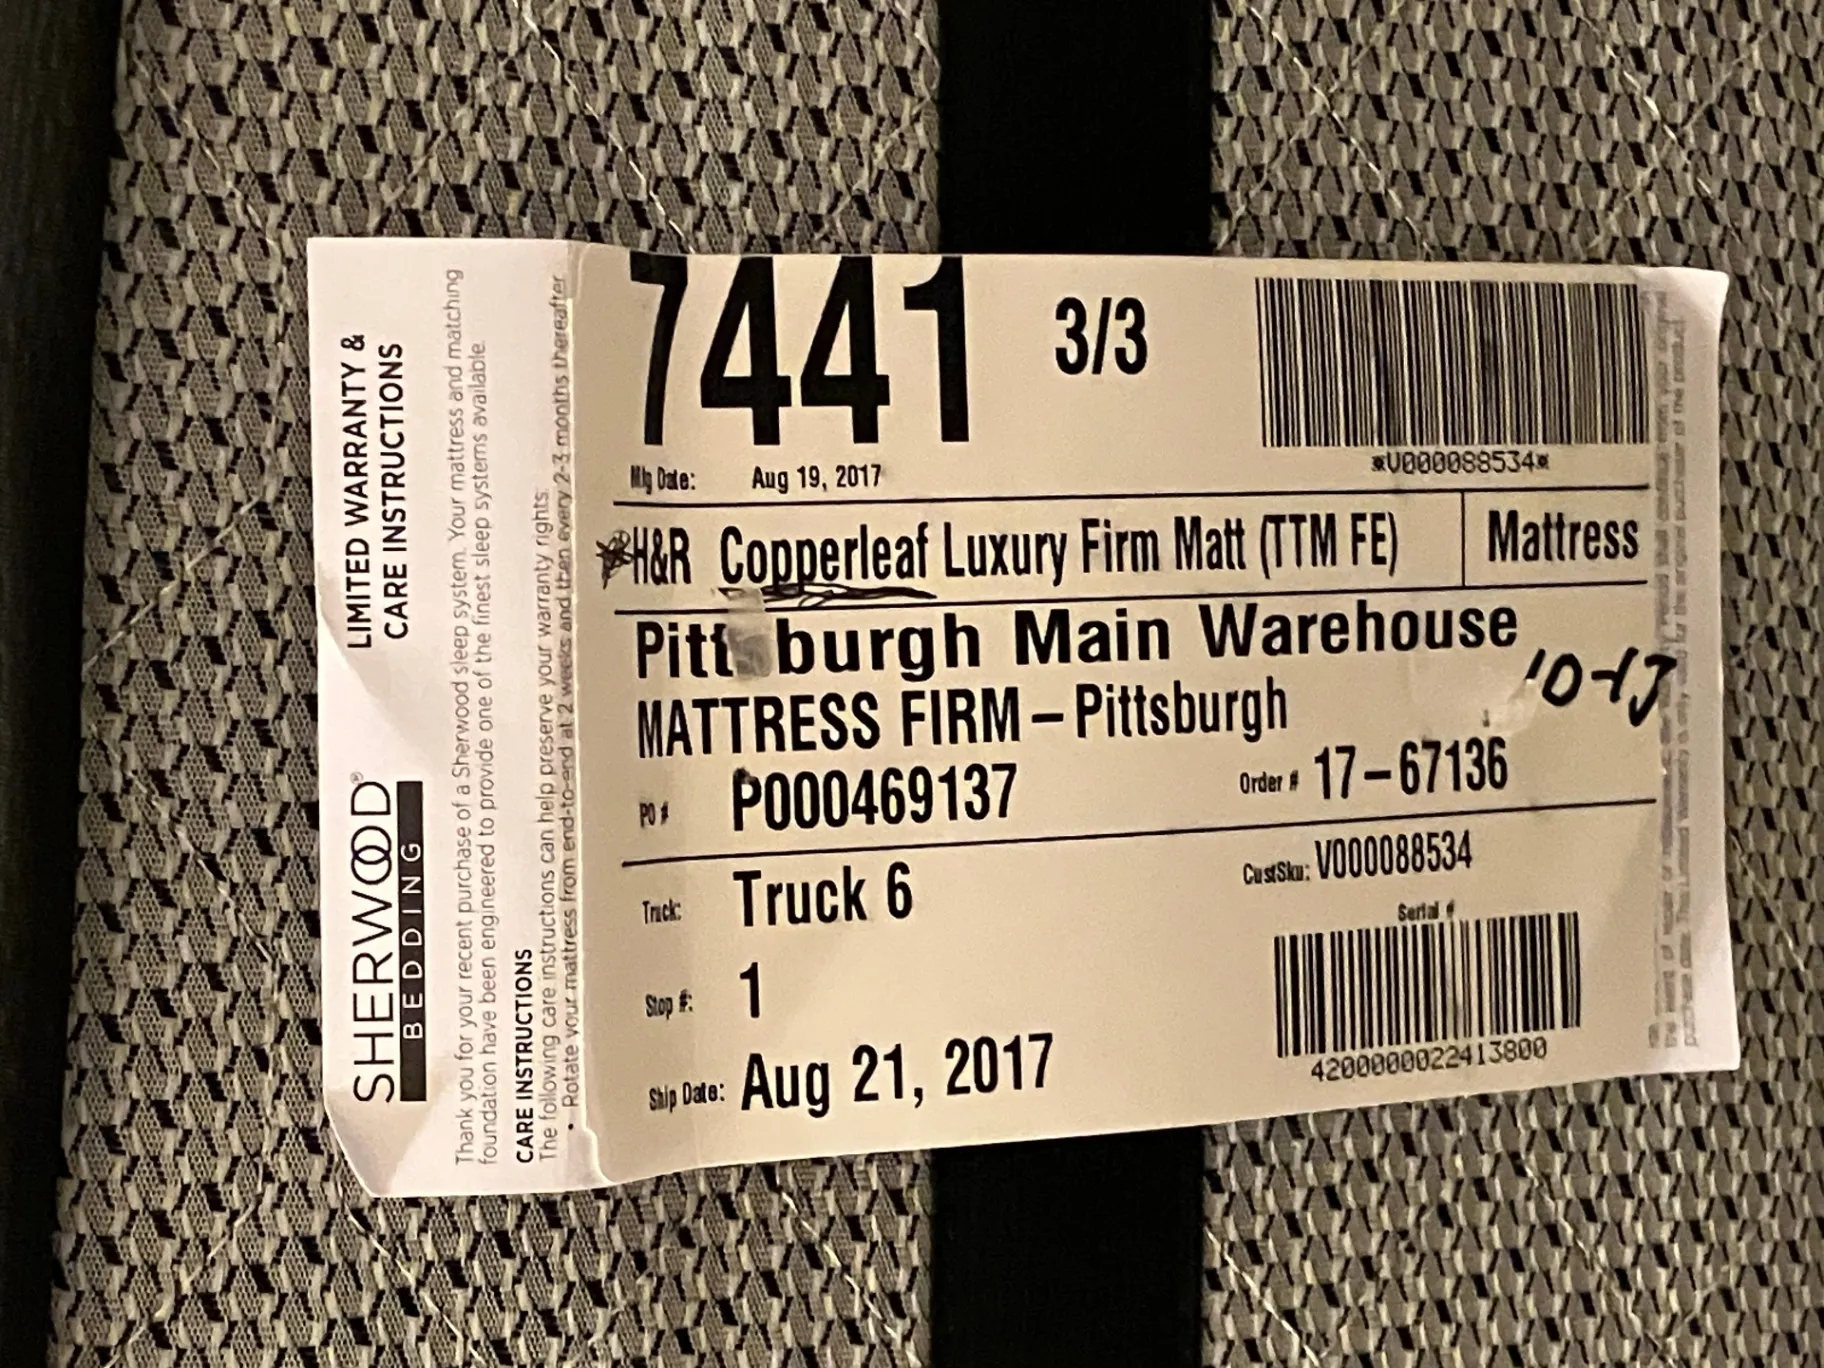 LIMITED WARRANTY &
CARE INSTRUCTIONS
SHERWOOD®
BEDDING
Thank you for your recent purchase of a Sherwood sleep system. Your mattress and matching
foundation have been engineered to provide one of the finest sleep systems available.
CARE INSTRUCTIONS
The following care instructions can help preserve your warranty rights:
• Rotate your mattress from end-to-end at 2 weeks and then every 2-3 months thereafter
7441 3/3
*V000088534*
Mfg Date: Aug 19, 2017
H&R Copperleaf Luxury Firm Matt (TTM FE) Mattress
Pitt burgh Main Warehouse
10-13
MATTRESS FIRM – Pittsburgh
PO # P000469137 Order # 17-67136
Truck: Truck 6 CustSku: V000088534
Serial #
Stop #: 1
Ship Date: Aug 21, 2017
4200000022413800